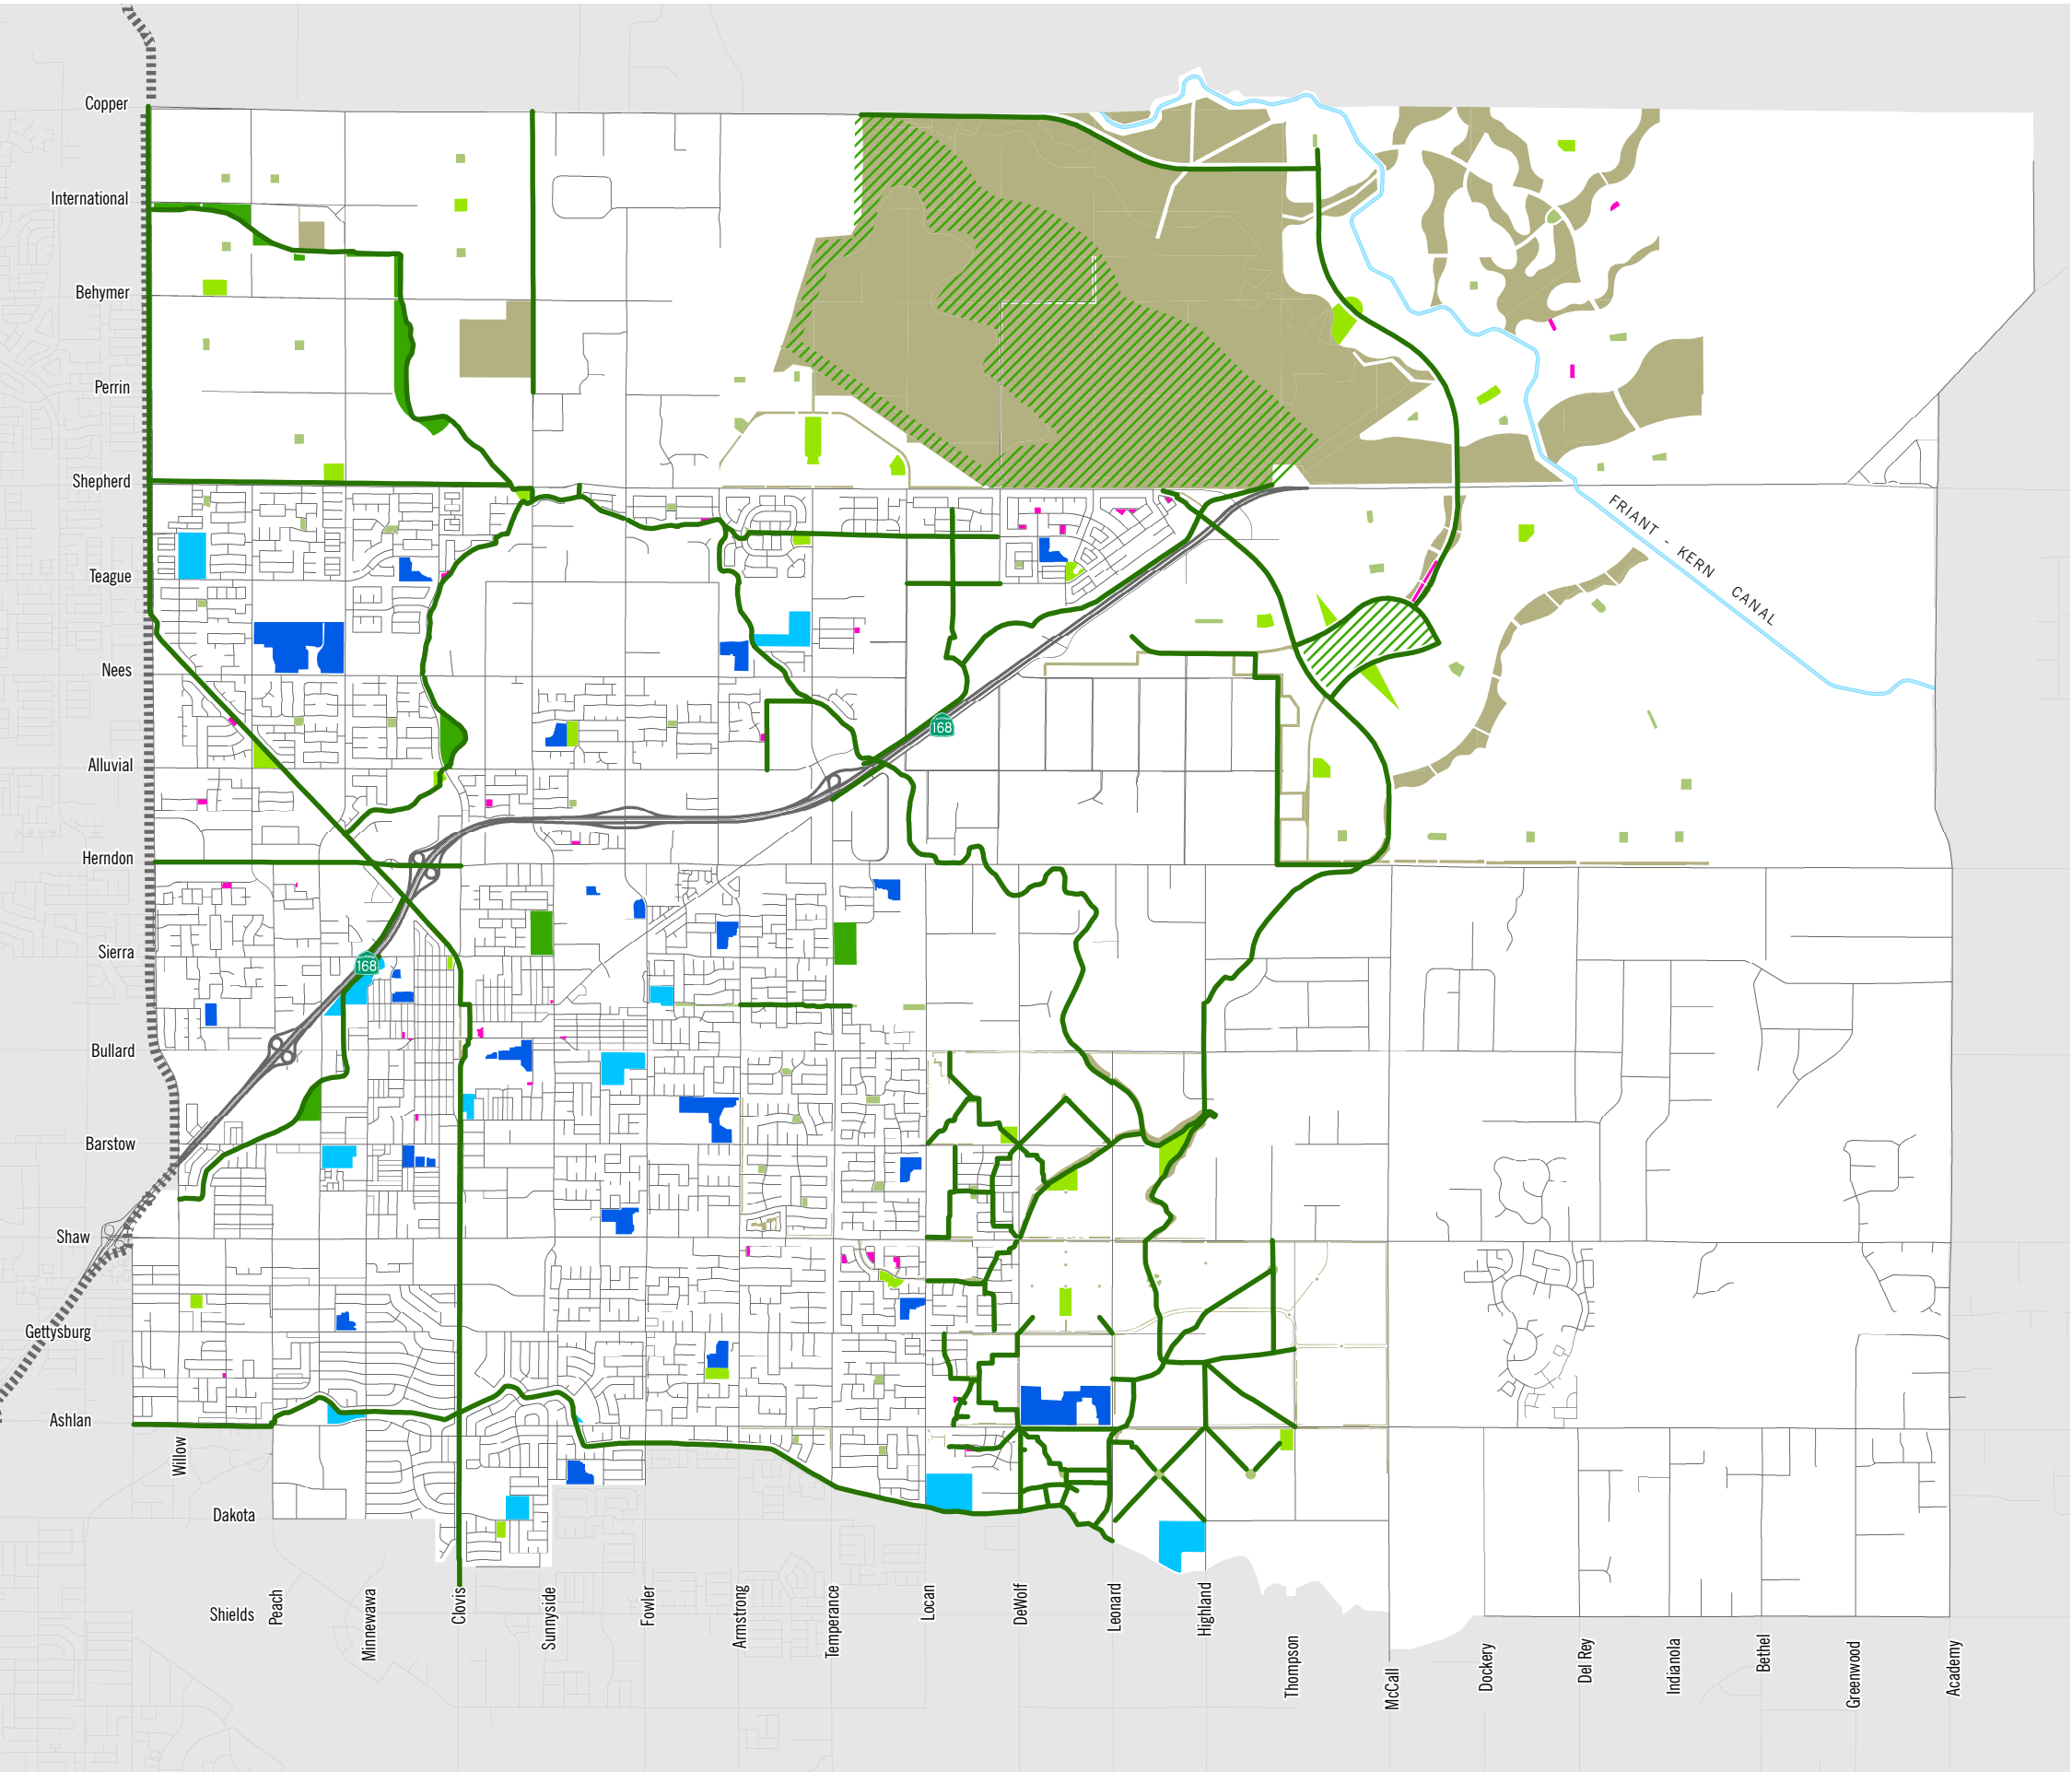 Copper
International
Behymer
Perrin
Shepherd
FRIANT - KERN CANAL
Teague
Nees
168
Alluvial
Herndon
Sierra
168
Bullard
Barstow
Shaw
Gettysburg
Ashlan
Willow
Dakota
Shields
Peach
Minnewawa
Clovis
Sunnyside
Fowler
Armstrong
Temperance
Locan
DeWolf
Leonard
Highland
Thompson
McCall
Dockery
Del Rey
Indianola
Bethel
Greenwood
Academy